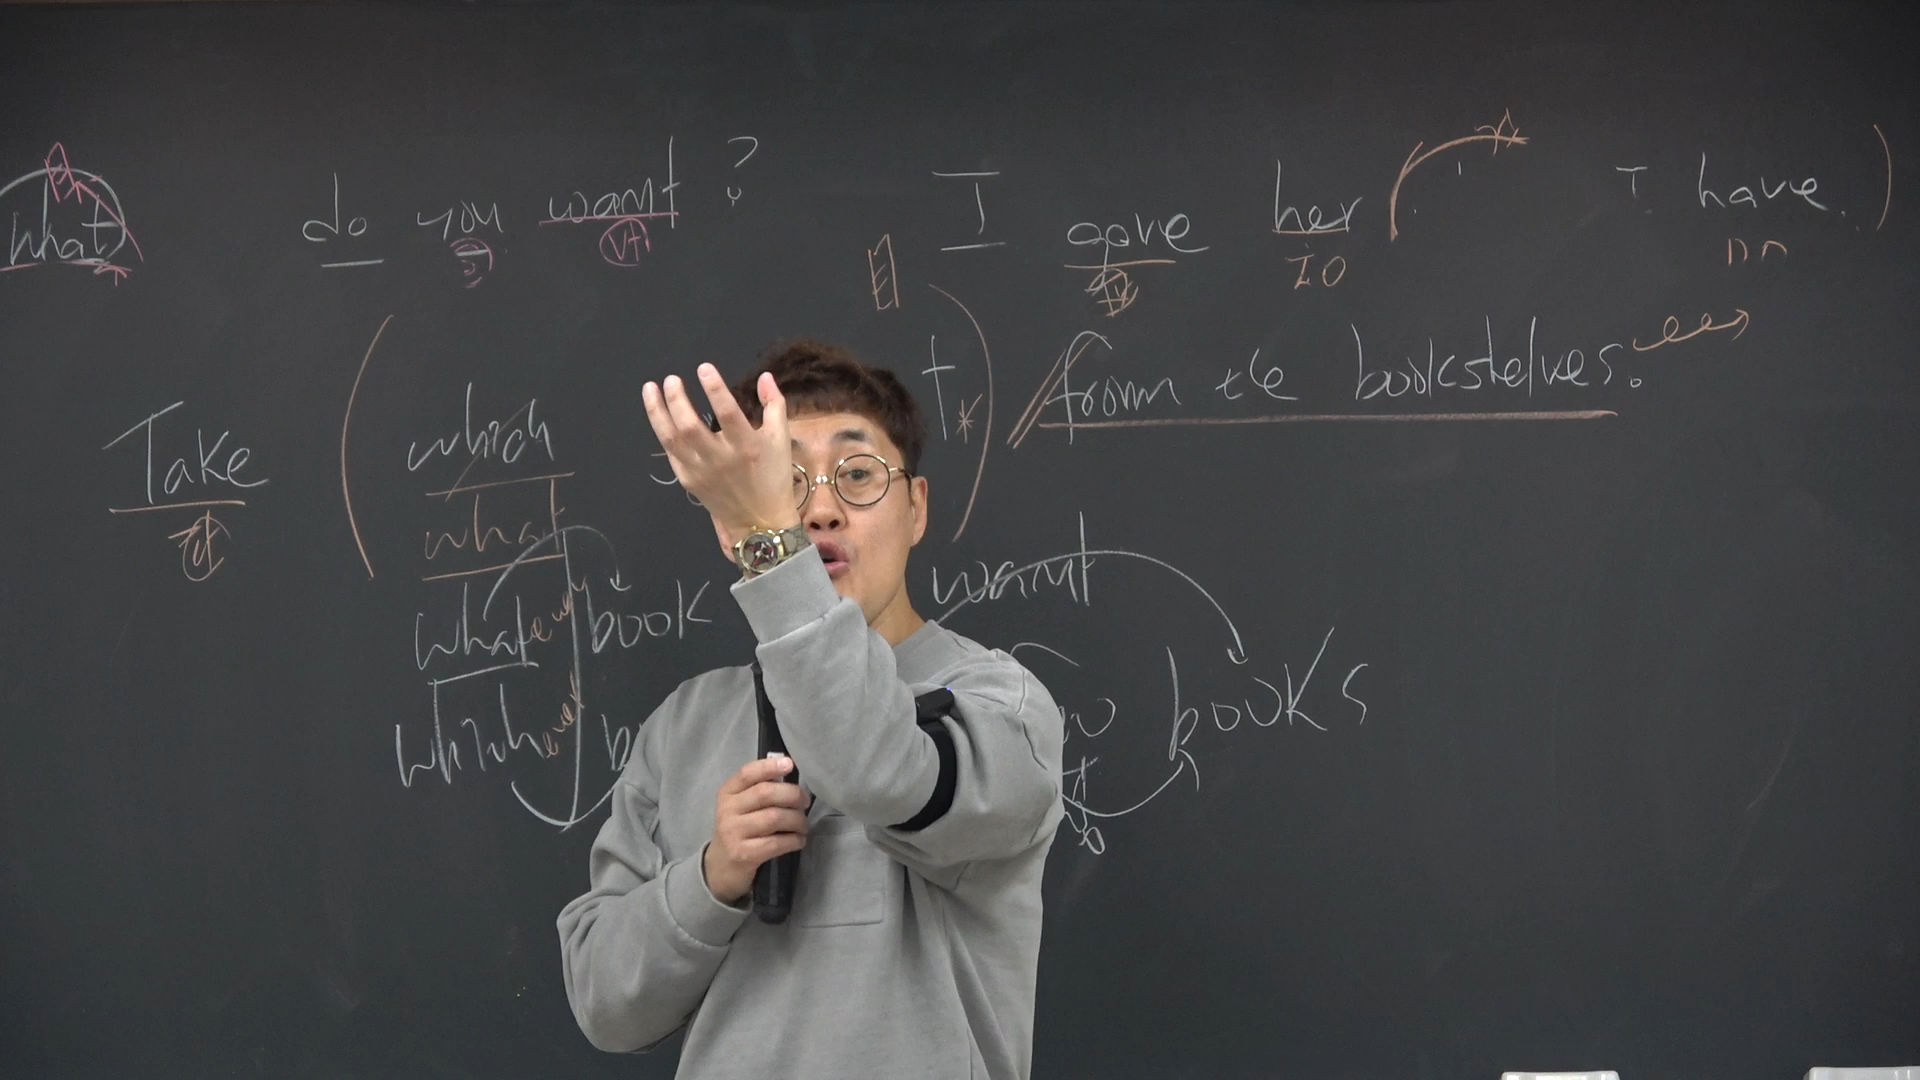 what do you want ? I gave her I have.
vt IO
Take which from the bookshelves.
what
whatever book want
whichever books